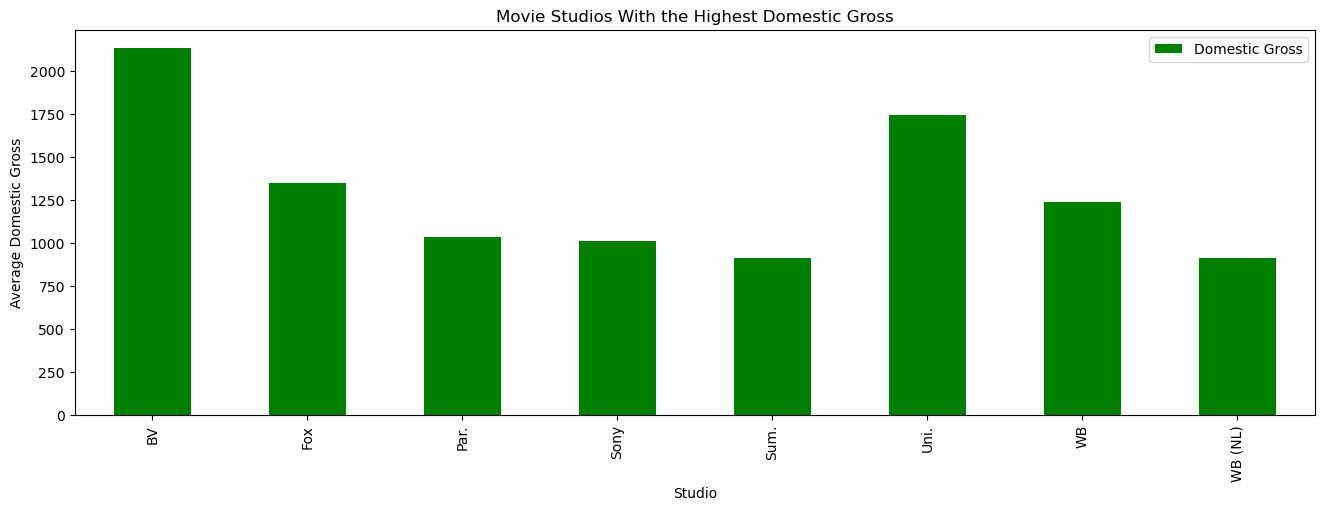 Movie Studios With the Highest Domestic Gross
Domestic Gross
Average Domestic Gross
2000
1750
1500
1250
1000
750
500
250
0
BV
Fox
Par.
Sony
Sum.
Uni.
WB
WB (NL)
Studio